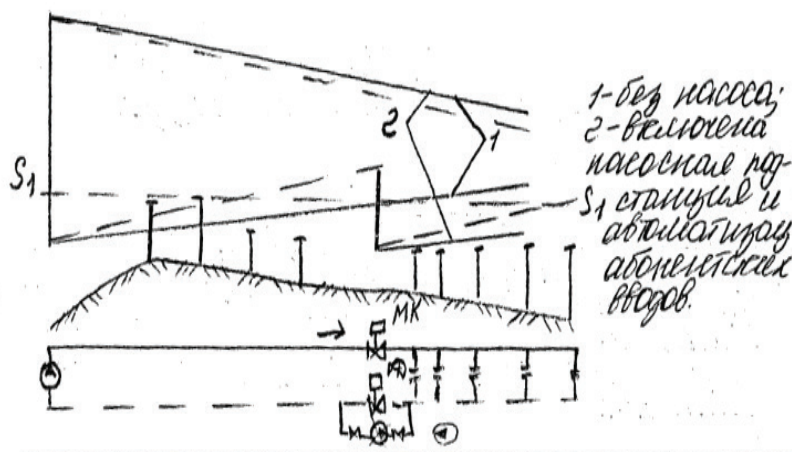 1-без насоса;
2-включена
насосная под-
станция и
автоматизац
абонентских
вводов.
2
1
S1
S1
МК